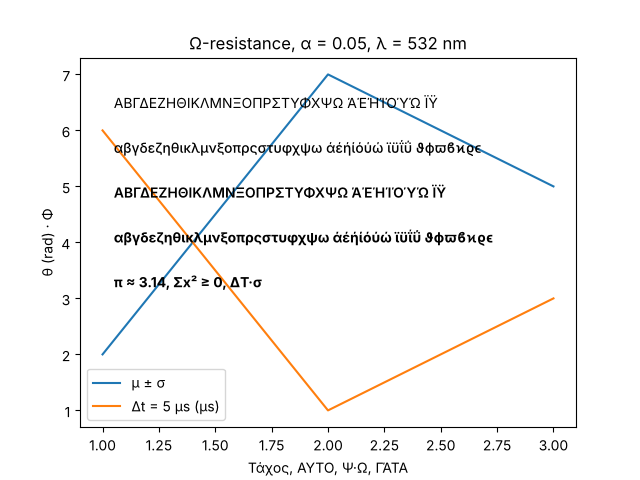 Ω-resistance, α = 0.05, λ = 532 nm
7
6
5
4
3
2
1
θ (rad) · Φ
ΑΒΓΔΕΖΗΘΙΚΛΜΝΞΟΠΡΣΤΥΦΧΨΩ ΆΈΉΊΌΎΏ ΪΫ
αβγδεζηθικλμνξοπρςστυφχψω άέήίόύώ ϊϋΐΰ ϑϕϖϐϰϱϵ
ΑΒΓΔΕΖΗΘΙΚΛΜΝΞΟΠΡΣΤΥΦΧΨΩ ΆΈΉΊΌΎΏ ΪΫ
αβγδεζηθικλμνξοπρςστυφχψω άέήίόύώ ϊϋΐΰ ϑϕϖϐϰϱϵ
π ≈ 3.14, Σx² ≥ 0, ΔT·σ
μ ± σ
Δt = 5 μs (µs)
1.00 1.25 1.50 1.75 2.00 2.25 2.50 2.75 3.00
Τάχος, ΑΥΤΟ, Ψ·Ω, ΓΑΤΑ